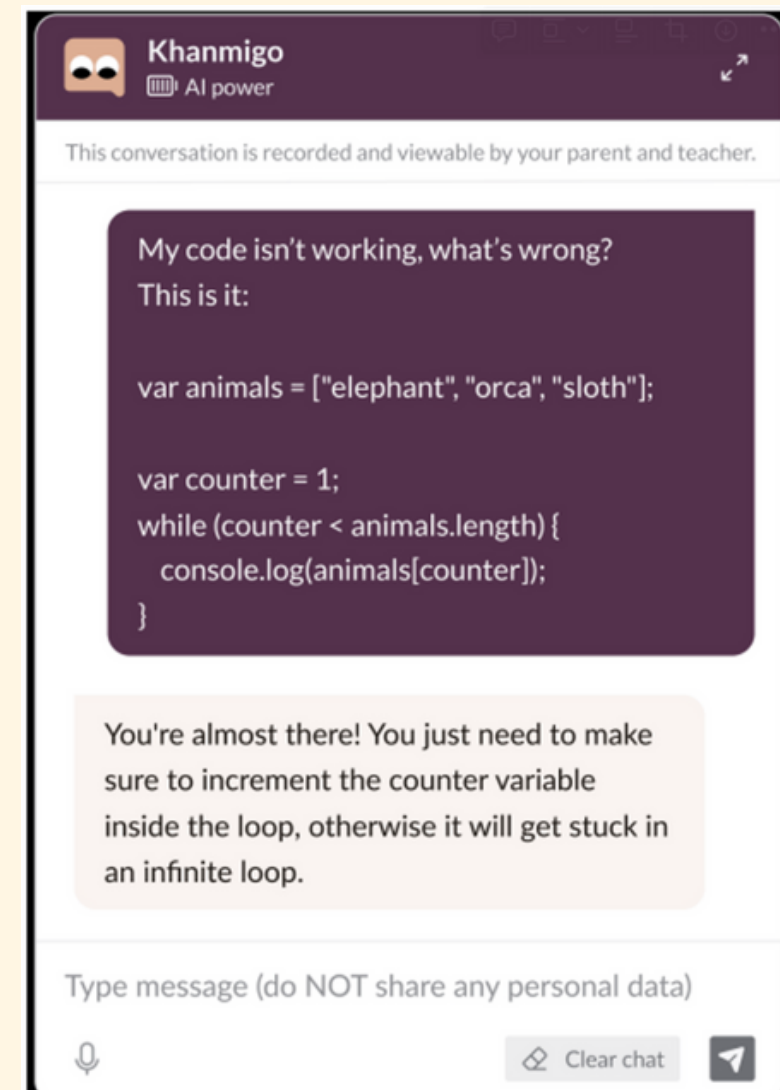 Khanmigo
AI power
This conversation is recorded and viewable by your parent and teacher.
My code isn't working, what's wrong?
This is it:
var animals = ["elephant", "orca", "sloth"];
var counter = 1;
while (counter < animals.length) {
console.log(animals[counter]);
}
You're almost there! You just need to make
sure to increment the counter variable
inside the loop, otherwise it will get stuck in
an infinite loop.
Type message (do NOT share any personal data)
Clear chat